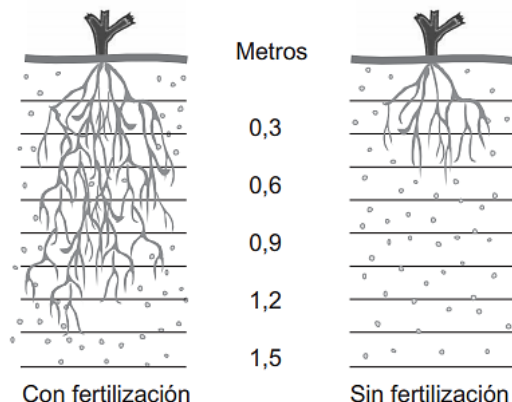 Metros
0,3
0,6
0,9
1,2
1,5
Con fertilización
Sin fertilización